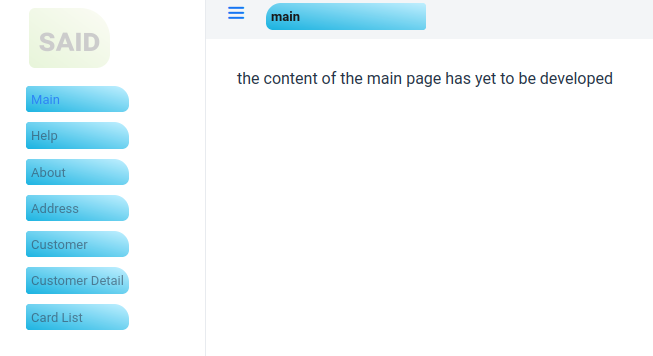 SAID
Main
Help
About
Address
Customer
Customer Detail
Card List
main
the content of the main page has yet to be developed